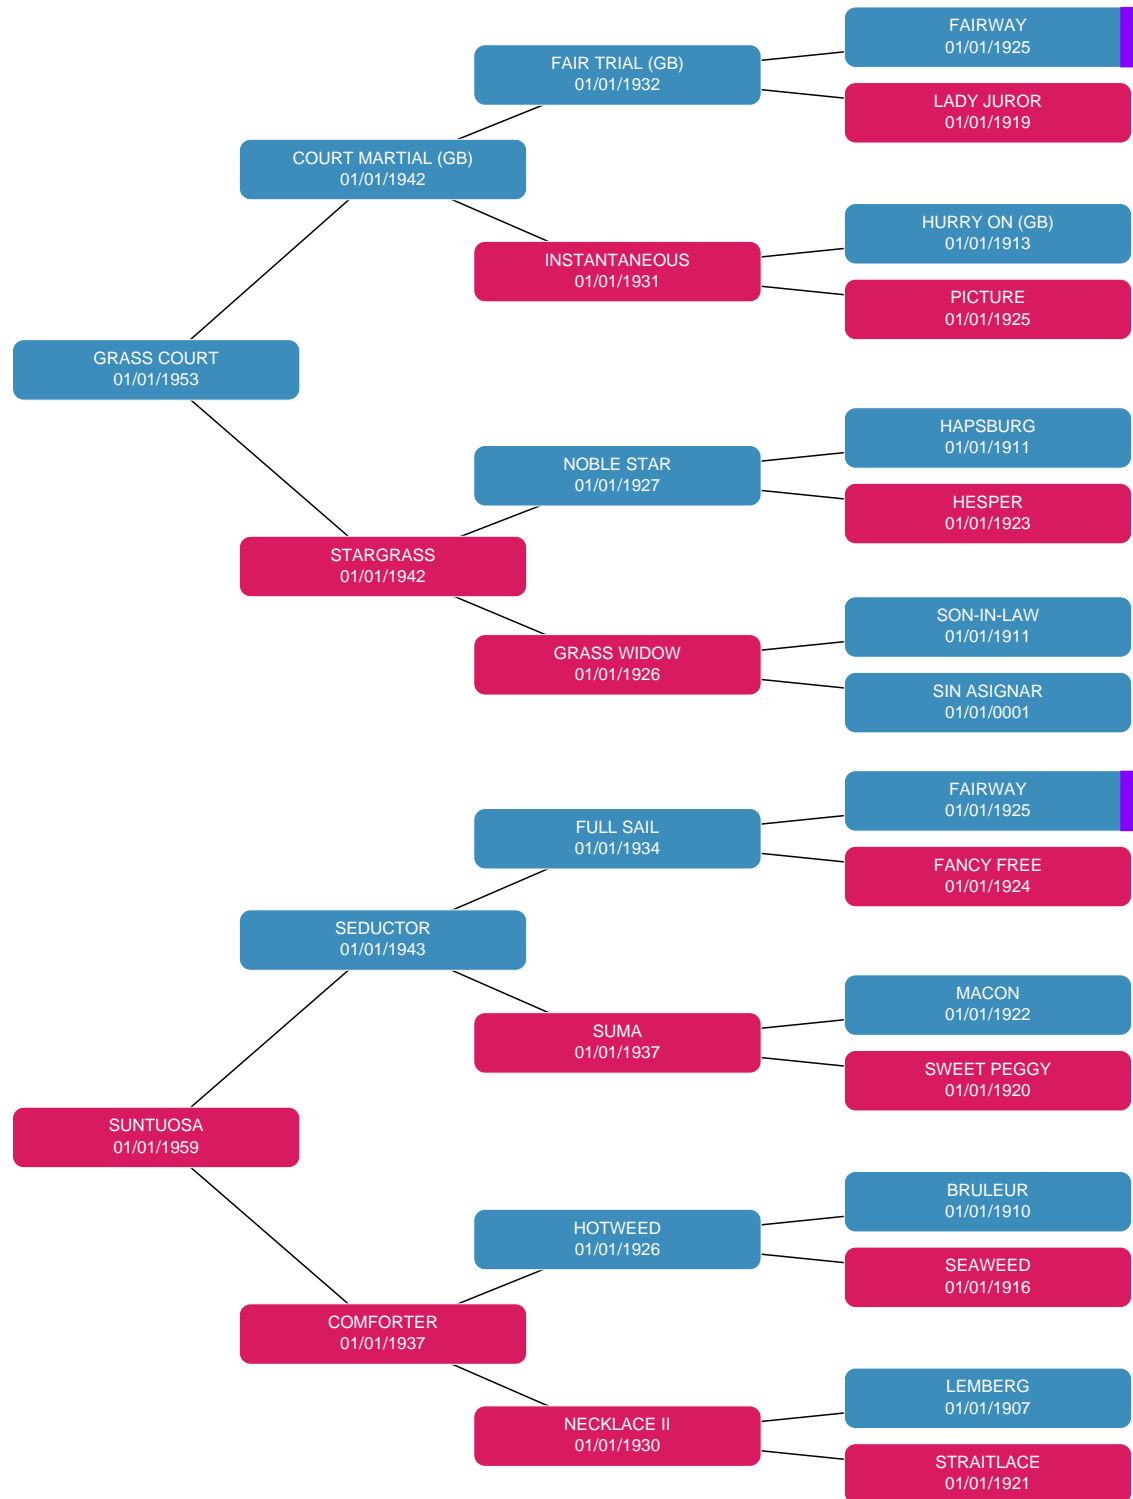 FAIRWAY
01/01/1925
FAIR TRIAL (GB)
01/01/1932
LADY JUROR
01/01/1919
COURT MARTIAL (GB)
01/01/1942
HURRY ON (GB)
01/01/1913
INSTANTANEOUS
01/01/1931
PICTURE
01/01/1925
GRASS COURT
01/01/1953
HAPSBURG
01/01/1911
NOBLE STAR
01/01/1927
HESPER
01/01/1923
STARGRASS
01/01/1942
SON-IN-LAW
01/01/1911
GRASS WIDOW
01/01/1926
SIN ASIGNAR
01/01/0001
FAIRWAY
01/01/1925
FULL SAIL
01/01/1934
FANCY FREE
01/01/1924
SEDUCTOR
01/01/1943
MACON
01/01/1922
SUMA
01/01/1937
SWEET PEGGY
01/01/1920
SUNTUOSA
01/01/1959
BRULEUR
01/01/1910
HOTWEED
01/01/1926
SEAWEED
01/01/1916
COMFORTER
01/01/1937
LEMBERG
01/01/1907
NECKLACE II
01/01/1930
STRAITLACE
01/01/1921